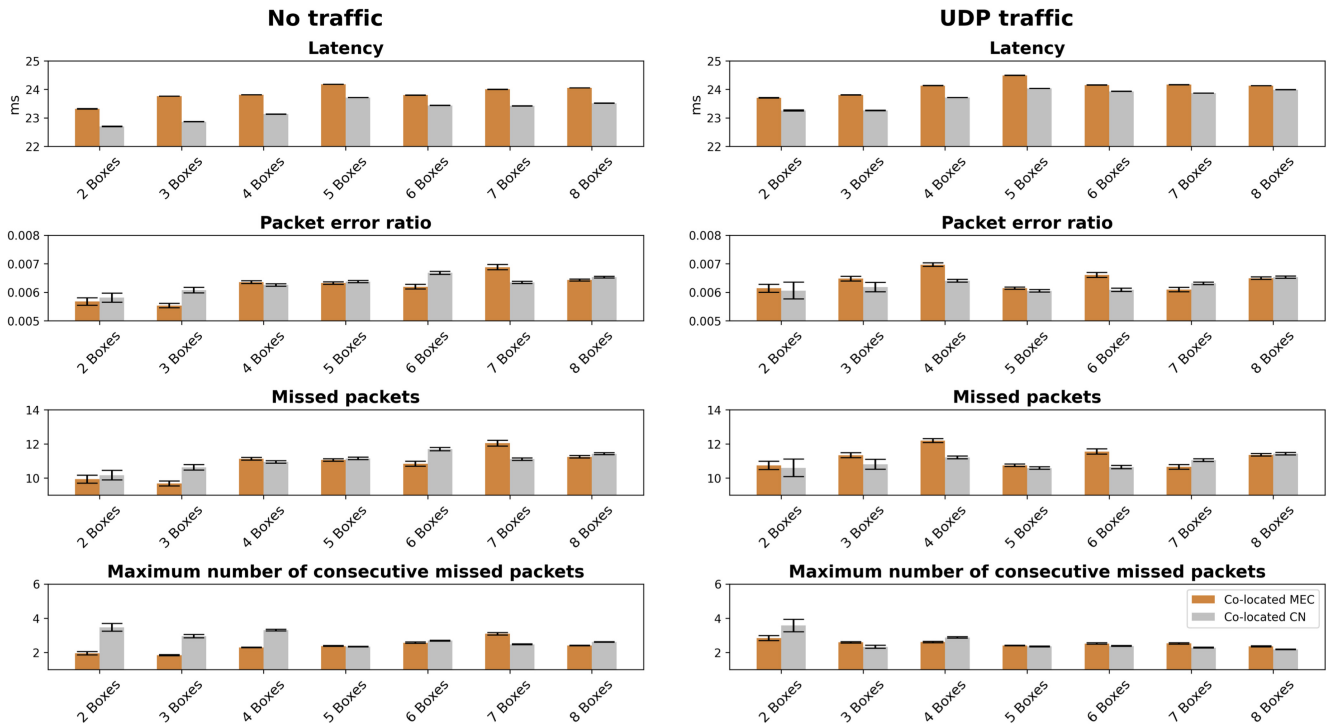 No traffic
Latency
ms
25
24
23
22
2 Boxes
3 Boxes
4 Boxes
5 Boxes
6 Boxes
7 Boxes
8 Boxes
Packet error ratio
0.008
0.007
0.006
0.005
2 Boxes
3 Boxes
4 Boxes
5 Boxes
6 Boxes
7 Boxes
8 Boxes
Missed packets
14
12
10
2 Boxes
3 Boxes
4 Boxes
5 Boxes
6 Boxes
7 Boxes
8 Boxes
Maximum number of consecutive missed packets
6
4
2
2 Boxes
3 Boxes
4 Boxes
5 Boxes
6 Boxes
7 Boxes
8 Boxes
UDP traffic
Latency
ms
25
24
23
22
2 Boxes
3 Boxes
4 Boxes
5 Boxes
6 Boxes
7 Boxes
8 Boxes
Packet error ratio
0.008
0.007
0.006
0.005
2 Boxes
3 Boxes
4 Boxes
5 Boxes
6 Boxes
7 Boxes
8 Boxes
Missed packets
14
12
10
2 Boxes
3 Boxes
4 Boxes
5 Boxes
6 Boxes
7 Boxes
8 Boxes
Maximum number of consecutive missed packets
6
4
2
Co-located MEC
Co-located CN
2 Boxes
3 Boxes
4 Boxes
5 Boxes
6 Boxes
7 Boxes
8 Boxes